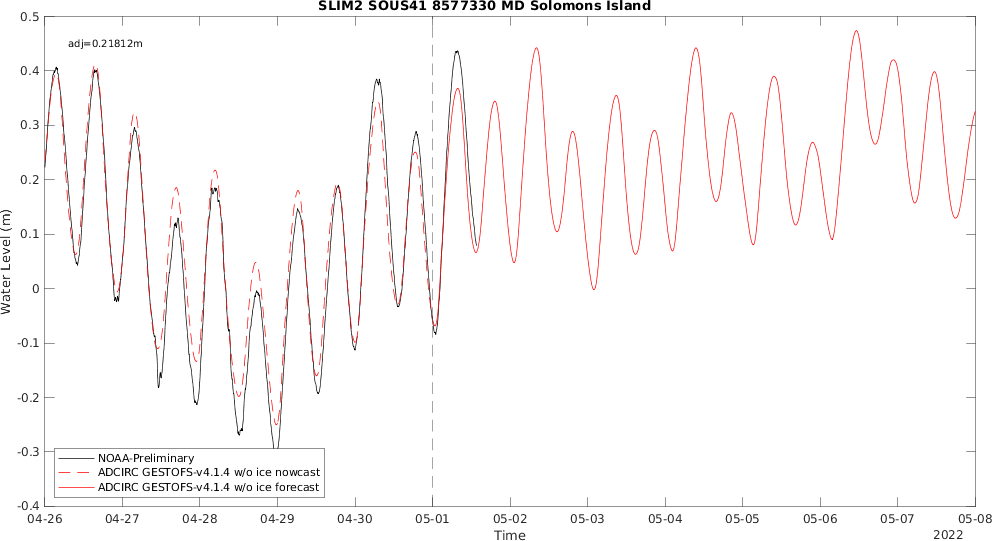 SLIM2 SOUS41 8577330 MD Solomons Island
adj=0.21812m
0.5
0.4
0.3
0.2
0.1
0
-0.1
-0.2
-0.3
-0.4
Water Level (m)
NOAA-Preliminary
ADCIRC GESTOFS-v4.1.4 w/o ice nowcast
ADCIRC GESTOFS-v4.1.4 w/o ice forecast
04-26 04-27 04-28 04-29 04-30 05-01 05-02 05-03 05-04 05-05 05-06 05-07 05-08
Time
2022